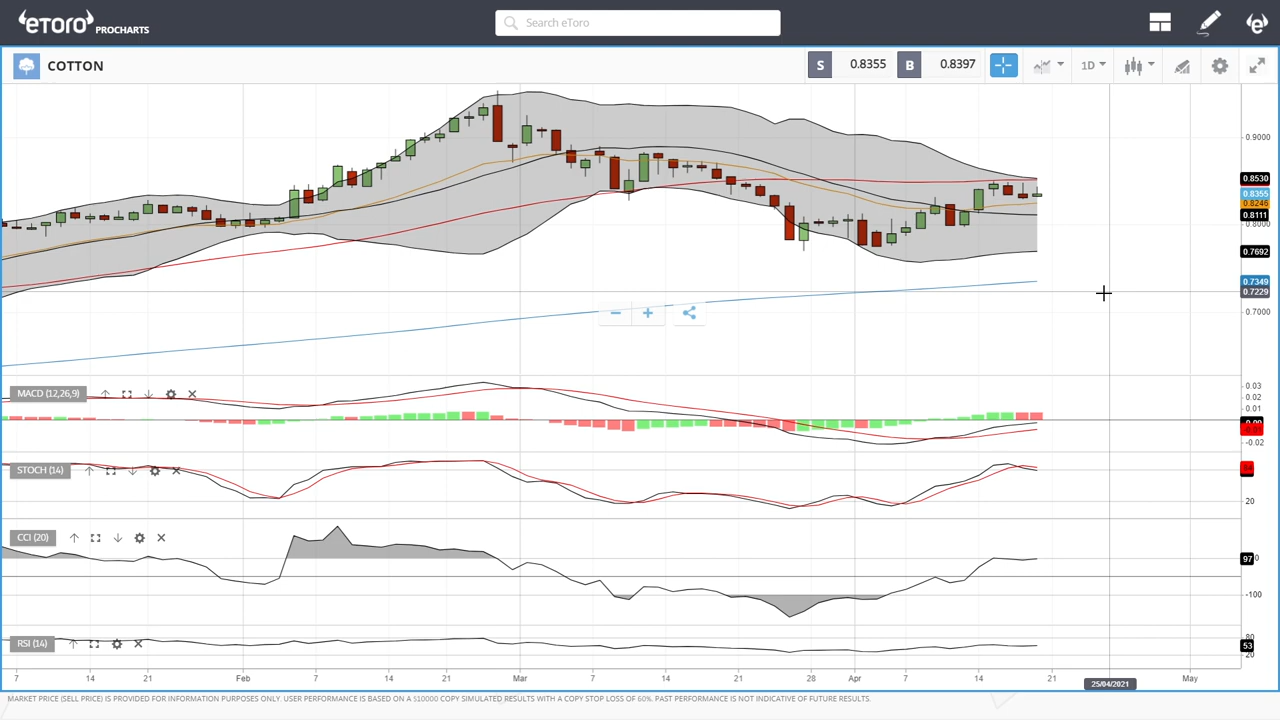 eTORO PROCHARTS
Search eToro
COTTON
S 0.8355 B 0.8397
1D
0.9000
0.8530
0.8355
0.8246
0.8111
0.8000
0.7692
0.7349
0.7229
0.7000
MACD (12,26,9)
0.03
0.02
0.01
-0.02
STOCH (14)
20
CCI (20)
97
-100
RSI (14)
80
53
20
7 14 21 Feb 7 14 21 Mar 7 14 21 28 Apr 7 14 21 May
25/04/2021
MARKET PRICE (SELL PRICE) IS PROVIDED FOR INFORMATION PURPOSES ONLY. USER PERFORMANCE IS BASED ON A $10000 COPY SIMULATED RESULTS WITH A COPY STOP LOSS OF 60%. PAST PERFORMANCE IS NOT INDICATIVE OF FUTURE RESULTS.